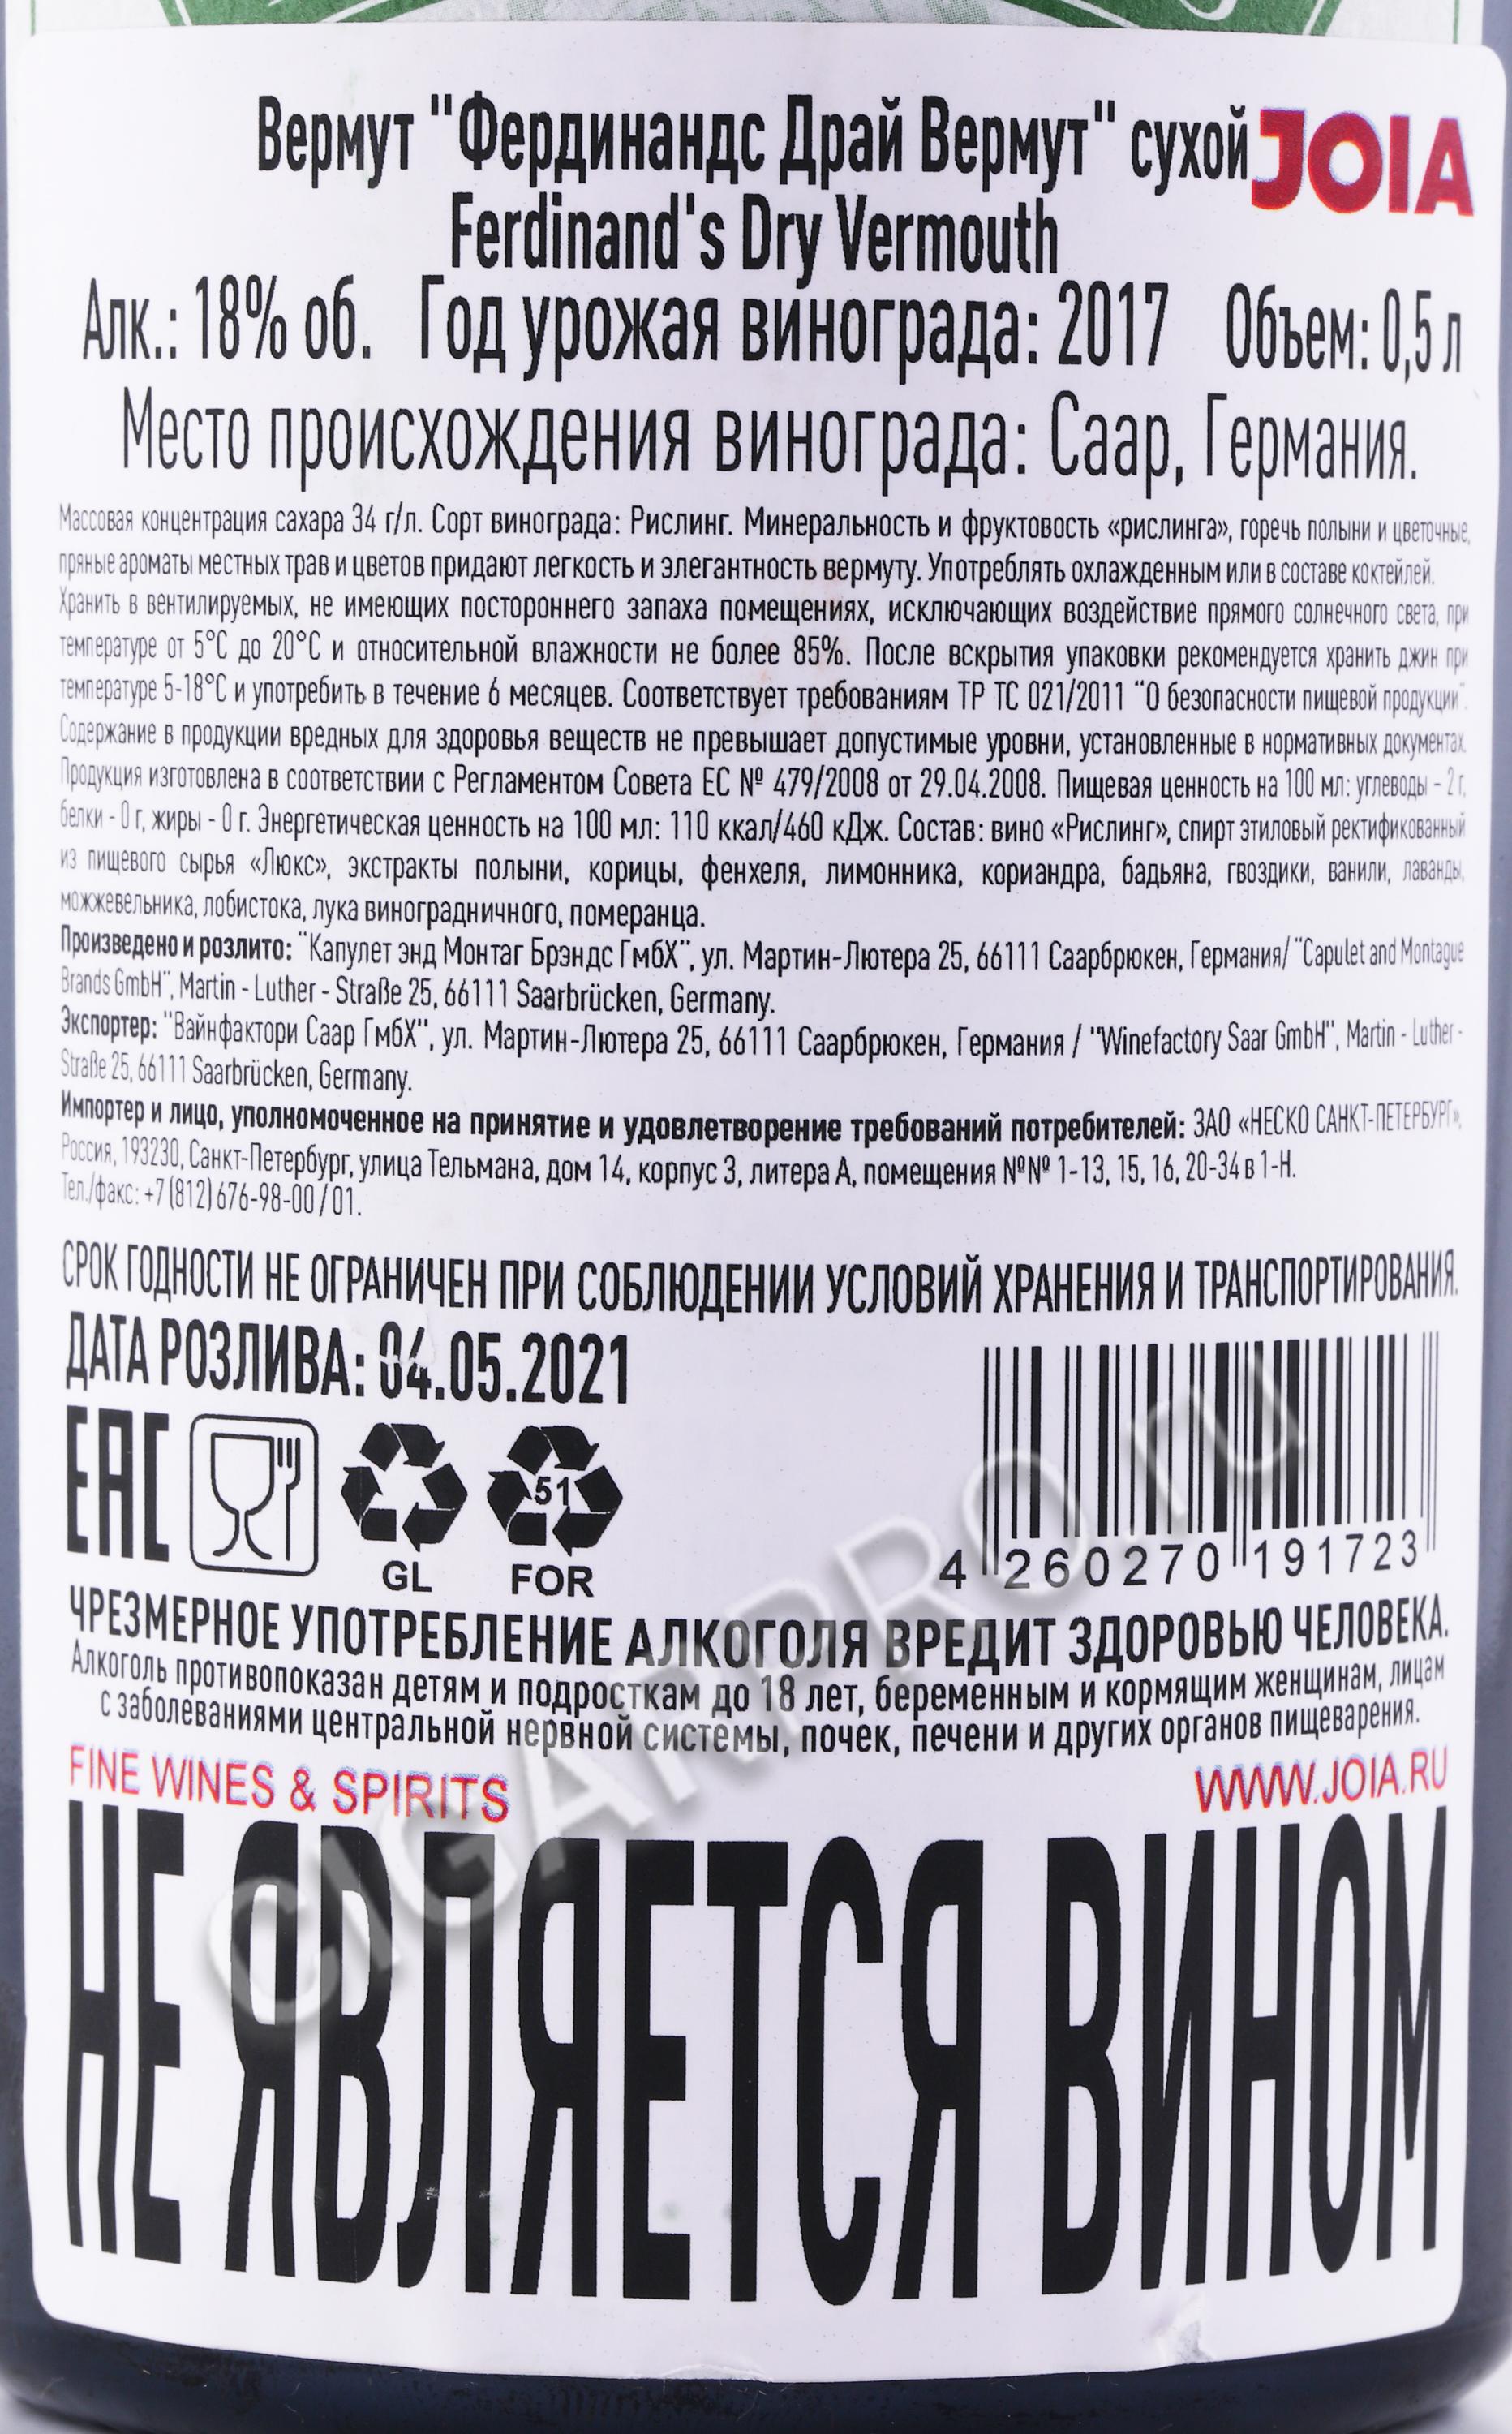 Вермут "Фердинандс Драй Вермут" сухой JOIA
Ferdinand's Dry Vermouth
Алк.: 18% об. Год урожая винограда: 2017 Объем: 0,5 л
Место происхождения винограда: Саар, Германия.
Массовая концентрация сахара 34 г/л. Сорт винограда: Рислинг. Минеральность и фруктовость «рислинга», горечь полыни и цветочные,
пряные ароматы местных трав и цветов придают легкость и элегантность вермуту. Употреблять охлажденным или в составе коктейлей.
Хранить в вентилируемых, не имеющих постороннего запаха помещениях, исключающих воздействие прямого солнечного света, при
температуре от 5°С до 20°С и относительной влажности не более 85%. После вскрытия упаковки рекомендуется хранить джин при
температуре 5-18°С и употребить в течение 6 месяцев. Соответствует требованиям ТР ТС 021/2011 "О безопасности пищевой продукции".
Содержание в продукции вредных для здоровья веществ не превышает допустимые уровни, установленные в нормативных документах.
Продукция изготовлена в соответствии с Регламентом Совета ЕС № 479/2008 от 29.04.2008. Пищевая ценность на 100 мл: углеводы - 2 г,
белки - 0 г, жиры - 0 г. Энергетическая ценность на 100 мл: 110 ккал/460 кДж. Состав: вино «Рислинг», спирт этиловый ректификованный
из пищевого сырья «Люкс», экстракты полыни, корицы, фенхеля, лимонника, кориандра, бадьяна, гвоздики, ванили, лаванды,
можжевельника, лобистока, лука виноградничного, померанца.
Произведено и розлито: "Капулет энд Монтаг Брэндс ГмбХ", ул. Мартин-Лютера 25, 66111 Саарбрюкен, Германия/ "Capulet and Montague
Brands GmbH", Martin - Luther - Straße 25, 66111 Saarbrücken, Germany.
Экспортер: "Вайнфактори Саар ГмбХ", ул. Мартин-Лютера 25, 66111 Саарбрюкен, Германия / "Winefactory Saar GmbH", Martin - Luther -
Straße 25, 66111 Saarbrücken, Germany.
Импортер и лицо, уполномоченное на принятие и удовлетворение требований потребителей: ЗАО «НЕСКО САНКТ-ПЕТЕРБУРГ»,
Россия, 193230, Санкт-Петербург, улица Тельмана, дом 14, корпус 3, литера А, помещения №№ 1-13, 15, 16, 20-34 в 1-Н.
Тел./факс: +7 (812) 676-98-00 / 01.
СРОК ГОДНОСТИ НЕ ОГРАНИЧЕН ПРИ СОБЛЮДЕНИИ УСЛОВИЙ ХРАНЕНИЯ И ТРАНСПОРТИРОВАНИЯ.
ДАТА РОЗЛИВА: 04.05.2021
EAC
51
GL FOR
4 260270 191723
ЧРЕЗМЕРНОЕ УПОТРЕБЛЕНИЕ АЛКОГОЛЯ ВРЕДИТ ЗДОРОВЬЮ ЧЕЛОВЕКА.
Алкоголь противопоказан детям и подросткам до 18 лет, беременным и кормящим женщинам, лицам
с заболеваниями центральной нервной системы, почек, печени и других органов пищеварения.
FINE WINES & SPIRITS WWW.JOIA.RU
НЕ ЯВЛЯЕТСЯ ВИНОМ
CIGARPRO.ru